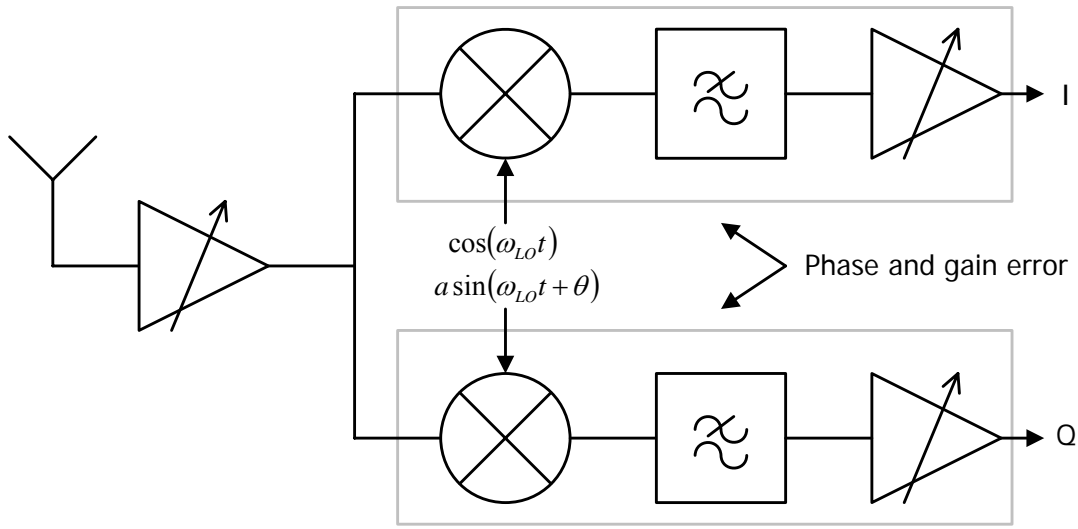 I
cos(ω_LO t)
a sin(ω_LO t + θ)
Phase and gain error
Q